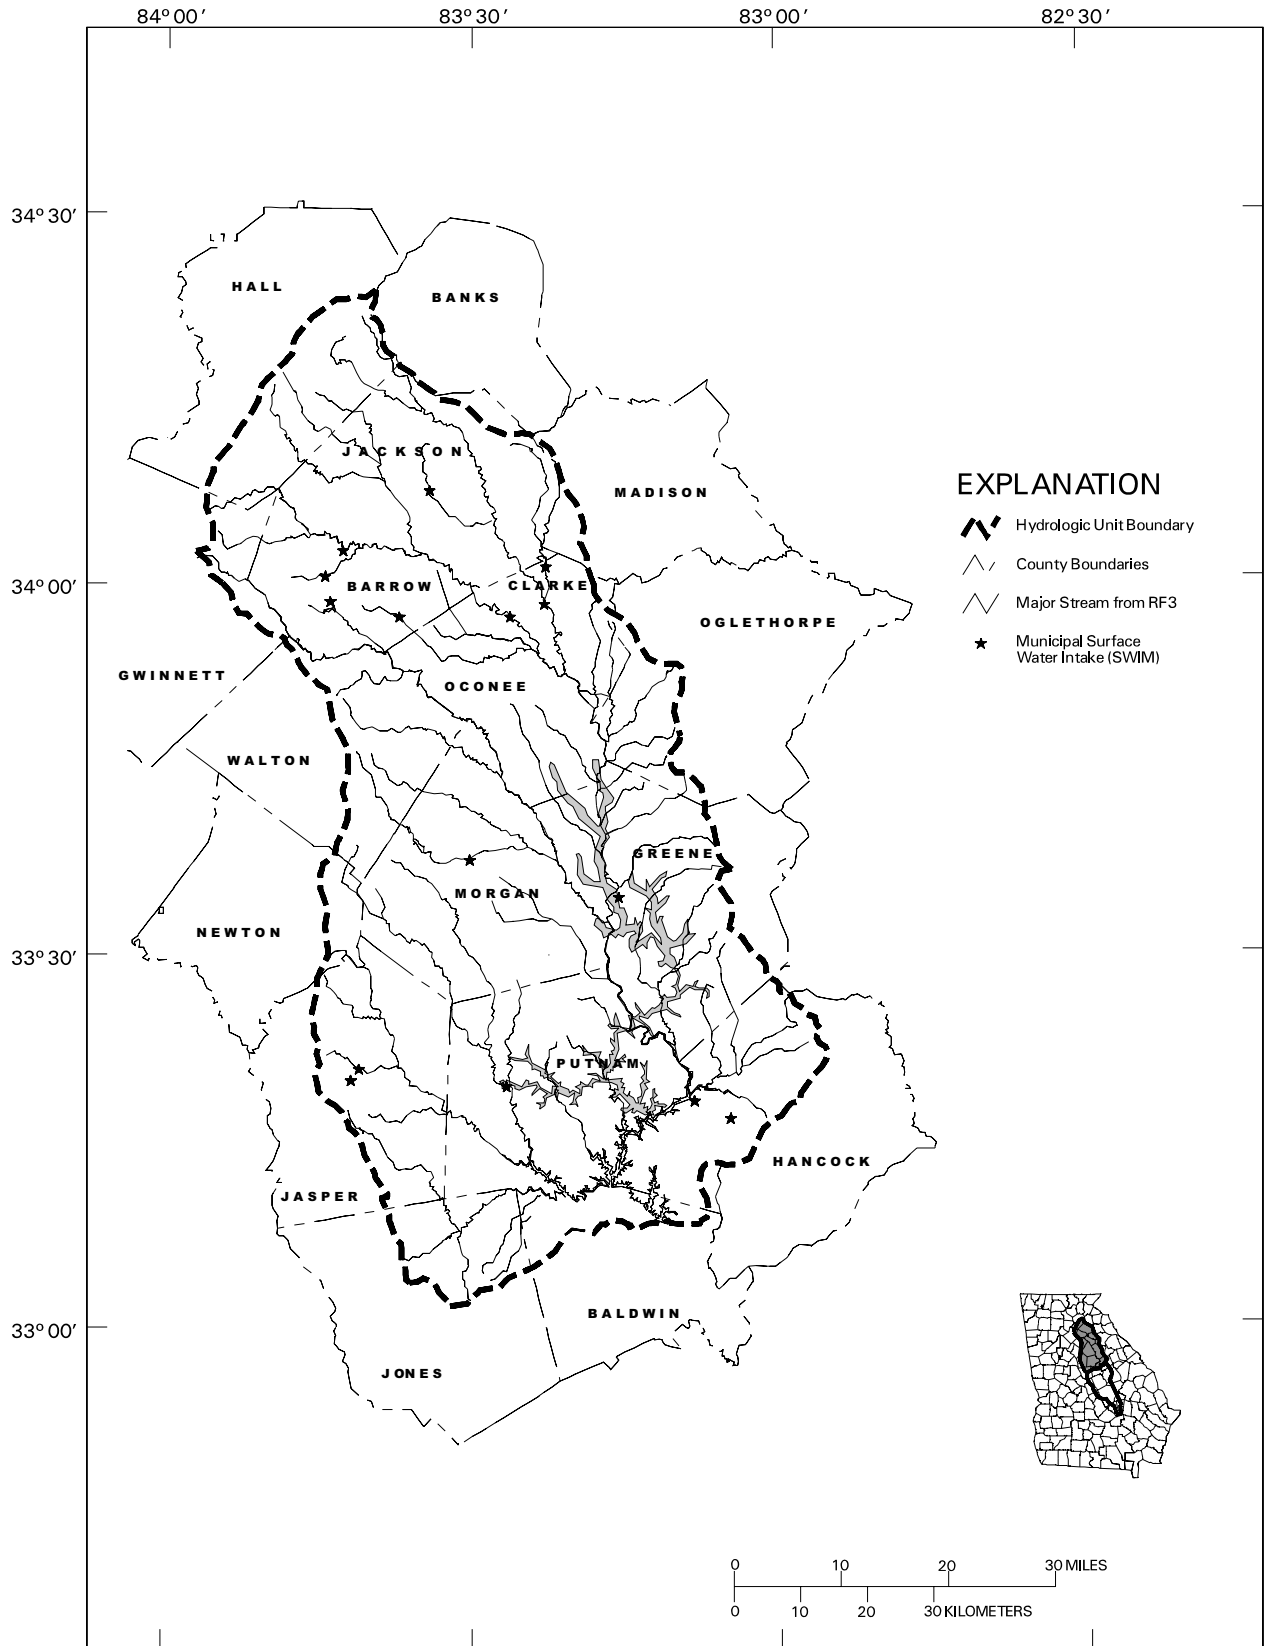 84°00′ 83°30′ 83°00′ 82°30′
34°30′
HALL
BANKS
JACKSON
MADISON
EXPLANATION
Hydrologic Unit Boundary
County Boundaries
Major Stream from RF3
Municipal Surface
Water Intake (SWIM)
34°00′
BARROW
CLARKE
OGLETHORPE
GWINNETT
OCONEE
WALTON
GREENE
MORGAN
NEWTON
33°30′
PUTNAM
HANCOCK
JASPER
BALDWIN
33°00′
JONES
0 10 20 30 MILES
0 10 20 30 KILOMETERS